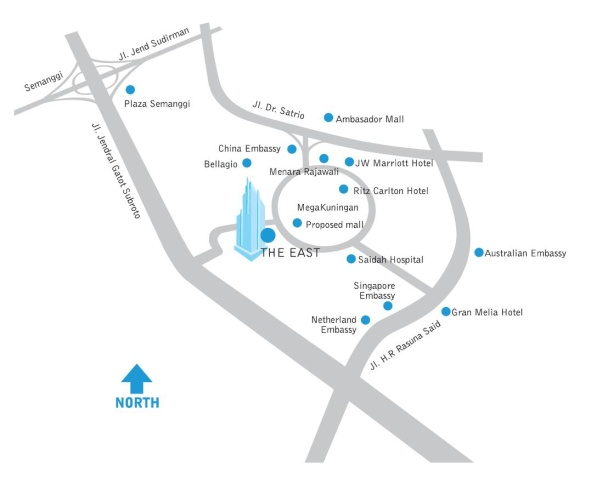 Jl. Jend Sudirman
Semanggi
Plaza Semanggi
Jl. Dr. Satrio
Ambasador Mall
Jl. Jendral Gatot Subroto
China Embassy
Bellagio
Menara Rajawali
JW Marriott Hotel
Ritz Carlton Hotel
MegaKuningan
Proposed mall
THE EAST
Saidah Hospital
Australian Embassy
Singapore
Embassy
Netherland
Embassy
Gran Melia Hotel
Jl. H.R Rasuna Said
NORTH